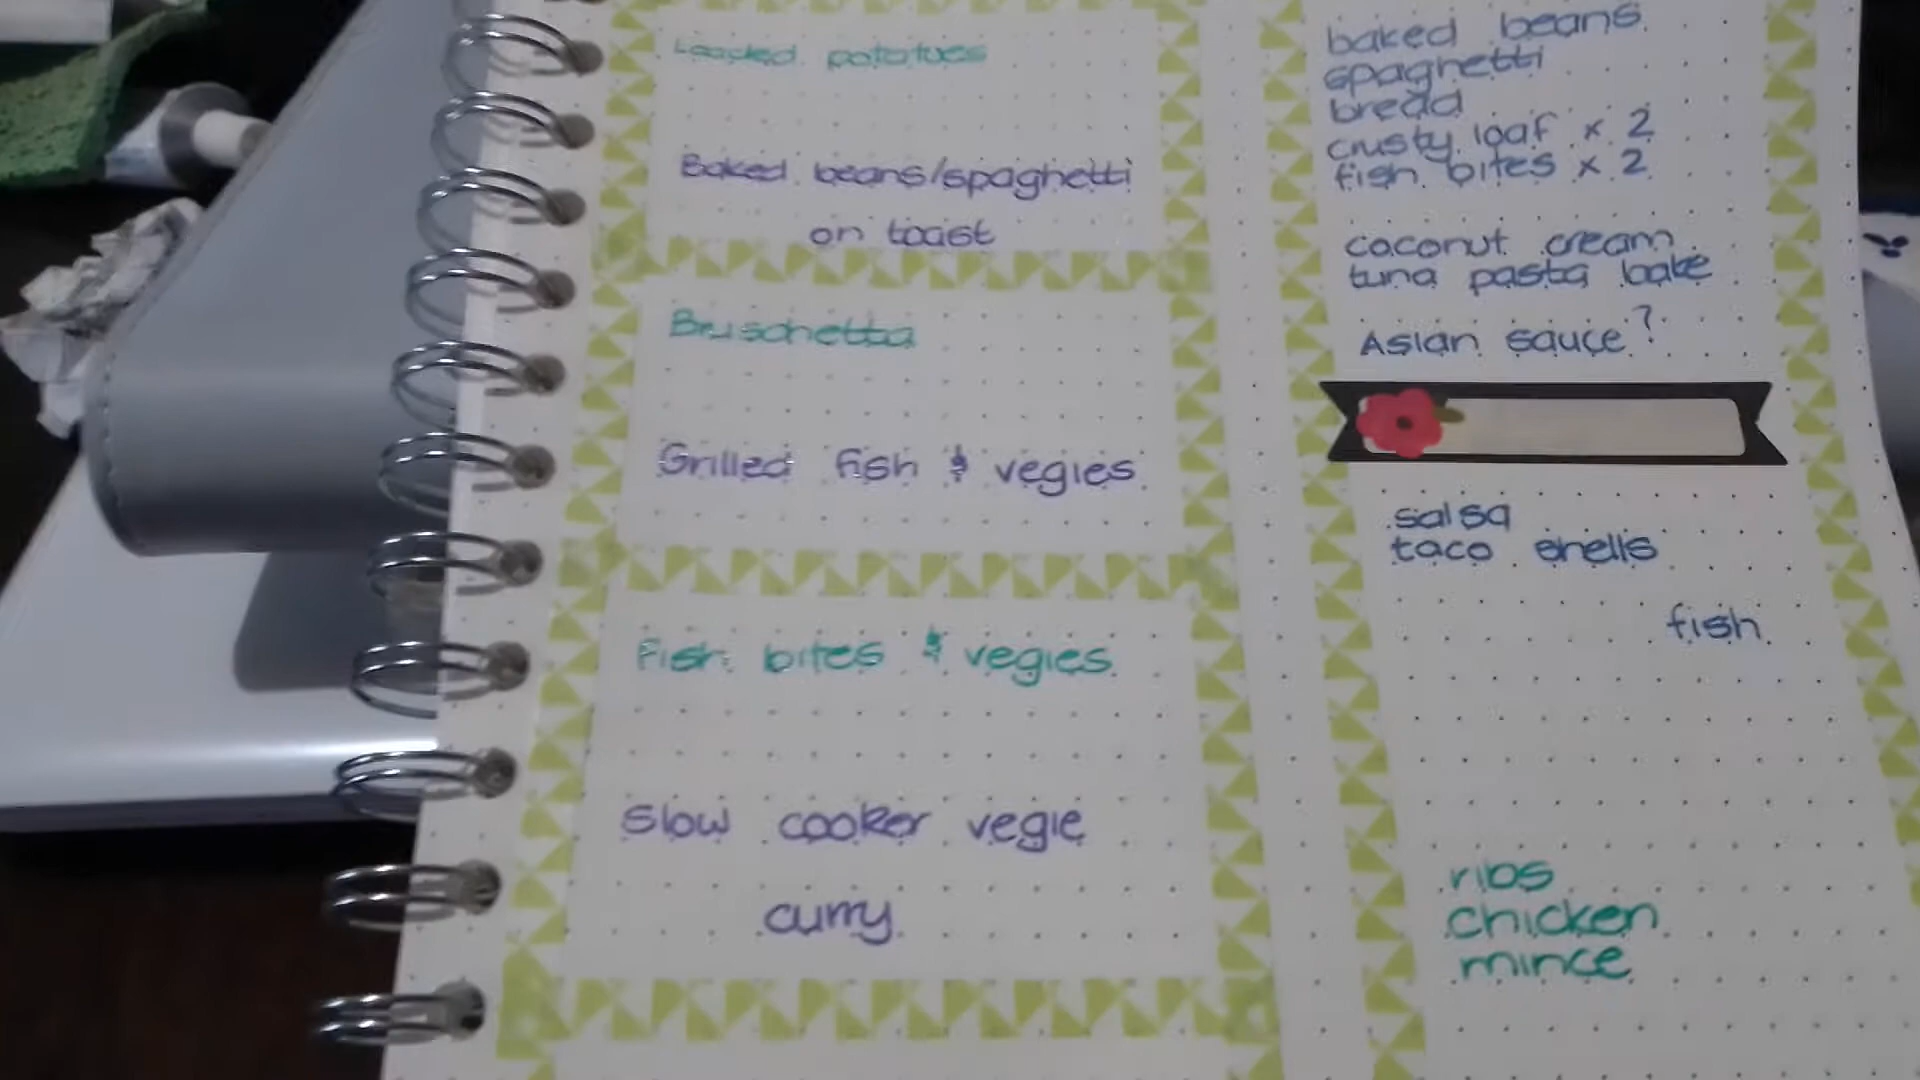 Loaded potatoes
Baked beans/spaghetti
on toast
Bruschetta
Grilled fish & vegies
Fish bites & vegies
Slow cooker vegie
curry
baked beans
spaghetti
bread
crusty loaf x 2
fish bites x 2
coconut cream
tuna pasta bake
Asian sauce?
salsa
taco shells
fish
ribs
chicken
mince